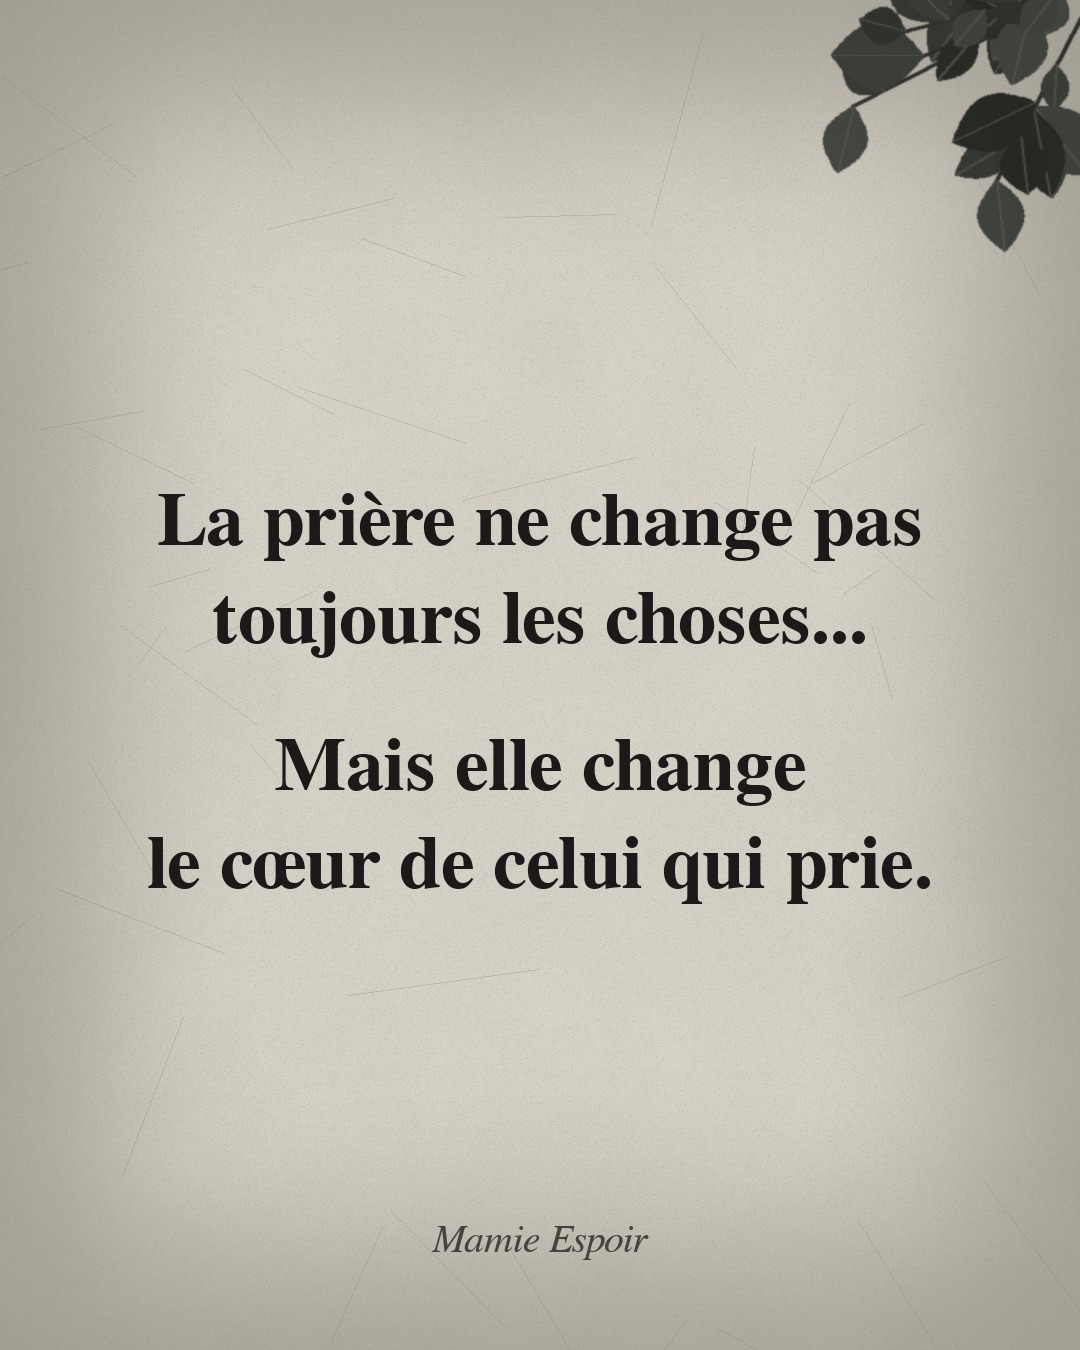 La prière ne change pas
toujours les choses...
Mais elle change
le cœur de celui qui prie.
Mamie Espoir